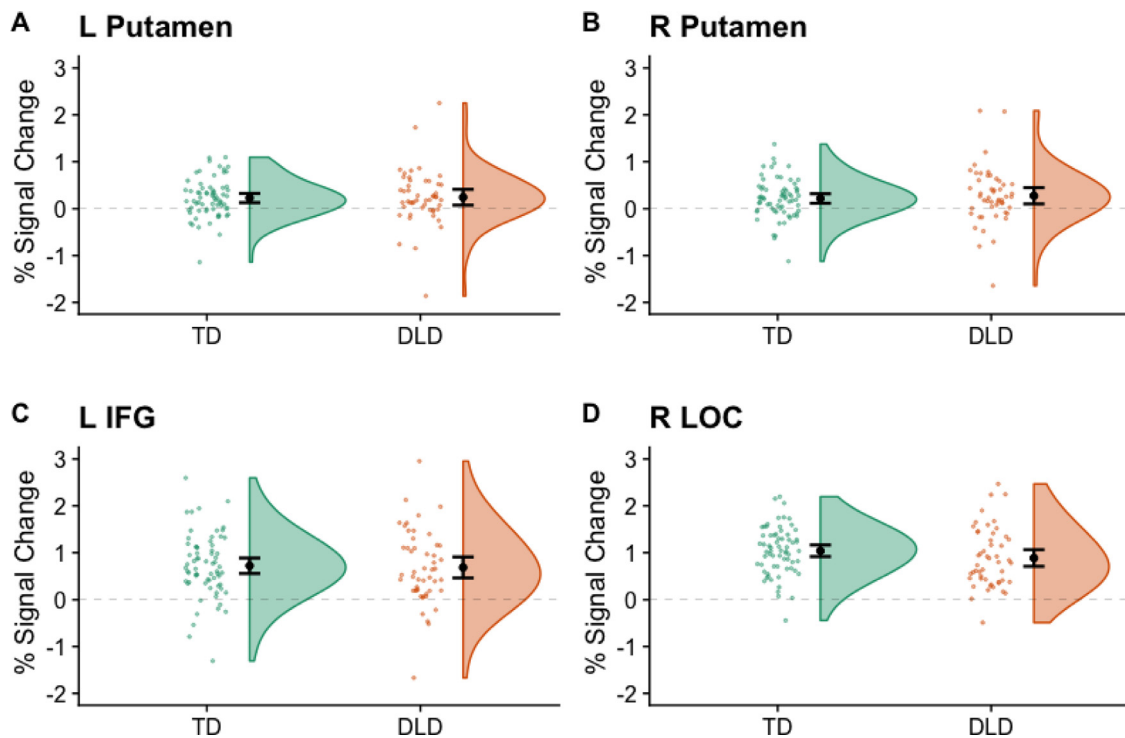 A L Putamen
% Signal Change
3
2
1
0
-1
-2
TD DLD
B R Putamen
% Signal Change
3
2
1
0
-1
-2
TD DLD
C L IFG
% Signal Change
3
2
1
0
-1
-2
TD DLD
D R LOC
% Signal Change
3
2
1
0
-1
-2
TD DLD